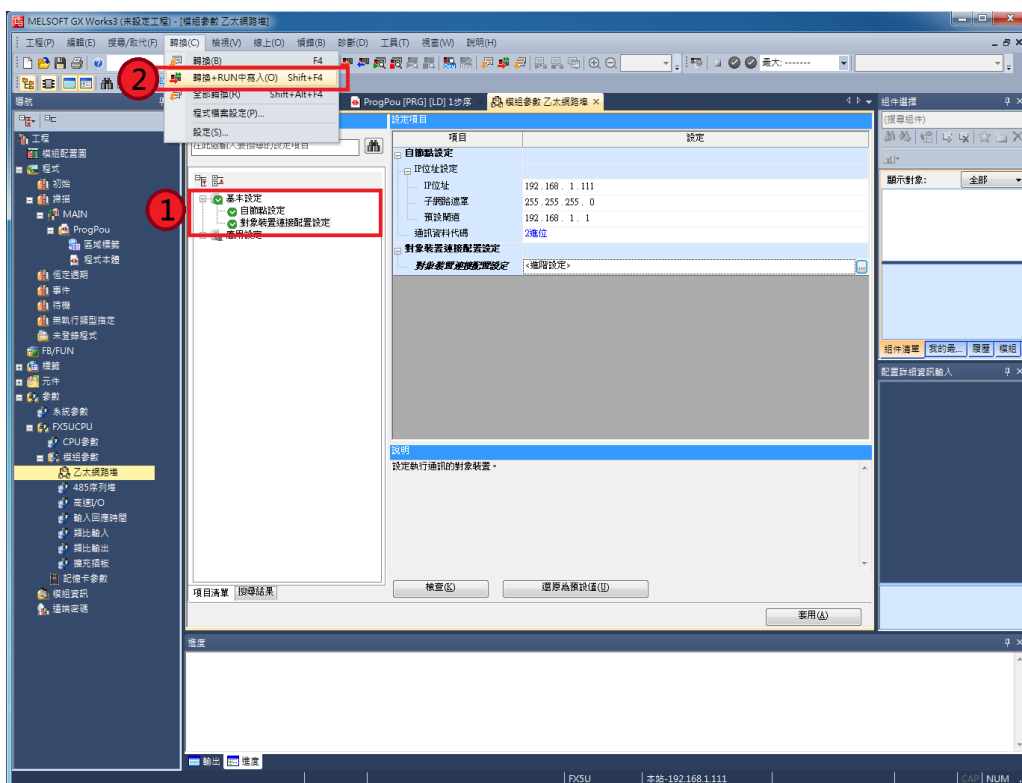 MELSOFT GX Works3 (未設定工程) - [模組參數 乙太網路埠]
工程(P) 編輯(E) 搜尋/取代(F) 轉換(C) 檢視(V) 線上(O) 偵錯(B) 診斷(D) 工具(T) 視窗(W) 說明(H)
最大: -------
轉換(B) F4
2
轉換+RUN中寫入(O) Shift+F4
全部轉換(R) Shift+Alt+F4
程式檔案設定(P)...
設定(S)...
導航
ProgPou [PRG] [LD] 1步序
模組參數 乙太網路埠
組件選擇
(搜尋組件)
顯示對象: 全部
工程
模組配置圖
程式
初始
掃描
MAIN
ProgPou
區域標籤
程式本體
恆定週期
事件
待機
無執行類型指定
未登錄程式
FB/FUN
標籤
元件
參數
系統參數
FX5UCPU
CPU參數
模組參數
乙太網路埠
485序列埠
高速I/O
輸入回應時間
類比輸入
類比輸出
擴充插板
記憶卡參數
模組資訊
遠端密碼
在此處輸入要搜尋的設定項目
1
基本設定
自節點設定
對象裝置連接配置設定
應用設定
項目清單 搜尋結果
設定項目
項目 設定
自節點設定
IP位址設定
IP位址 192 . 168 . 1 . 111
子網路遮罩 255 . 255 . 255 . 0
預設閘道 192 . 168 . 1 . 1
通訊資料代碼 2進位
對象裝置連接配置設定
對象裝置連接配置設定 <進階設定>
...
說明
設定執行通訊的對象裝置。
檢查(K) 還原為預設值(U)
套用(A)
組件清單 我的最... 履歷 模組
配置詳細資訊輸入
進度
輸出 進度
FX5U 本站-192.168.1.111 CAP NUM